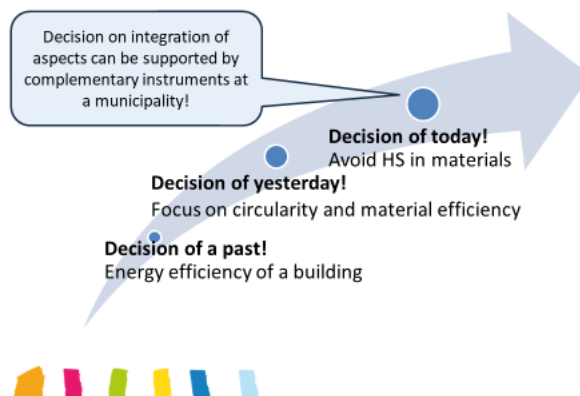 Decision on integration of
aspects can be supported by
complementary instruments at
a municipality!
Decision of today!
Avoid HS in materials
Decision of yesterday!
Focus on circularity and material efficiency
Decision of a past!
Energy efficiency of a building